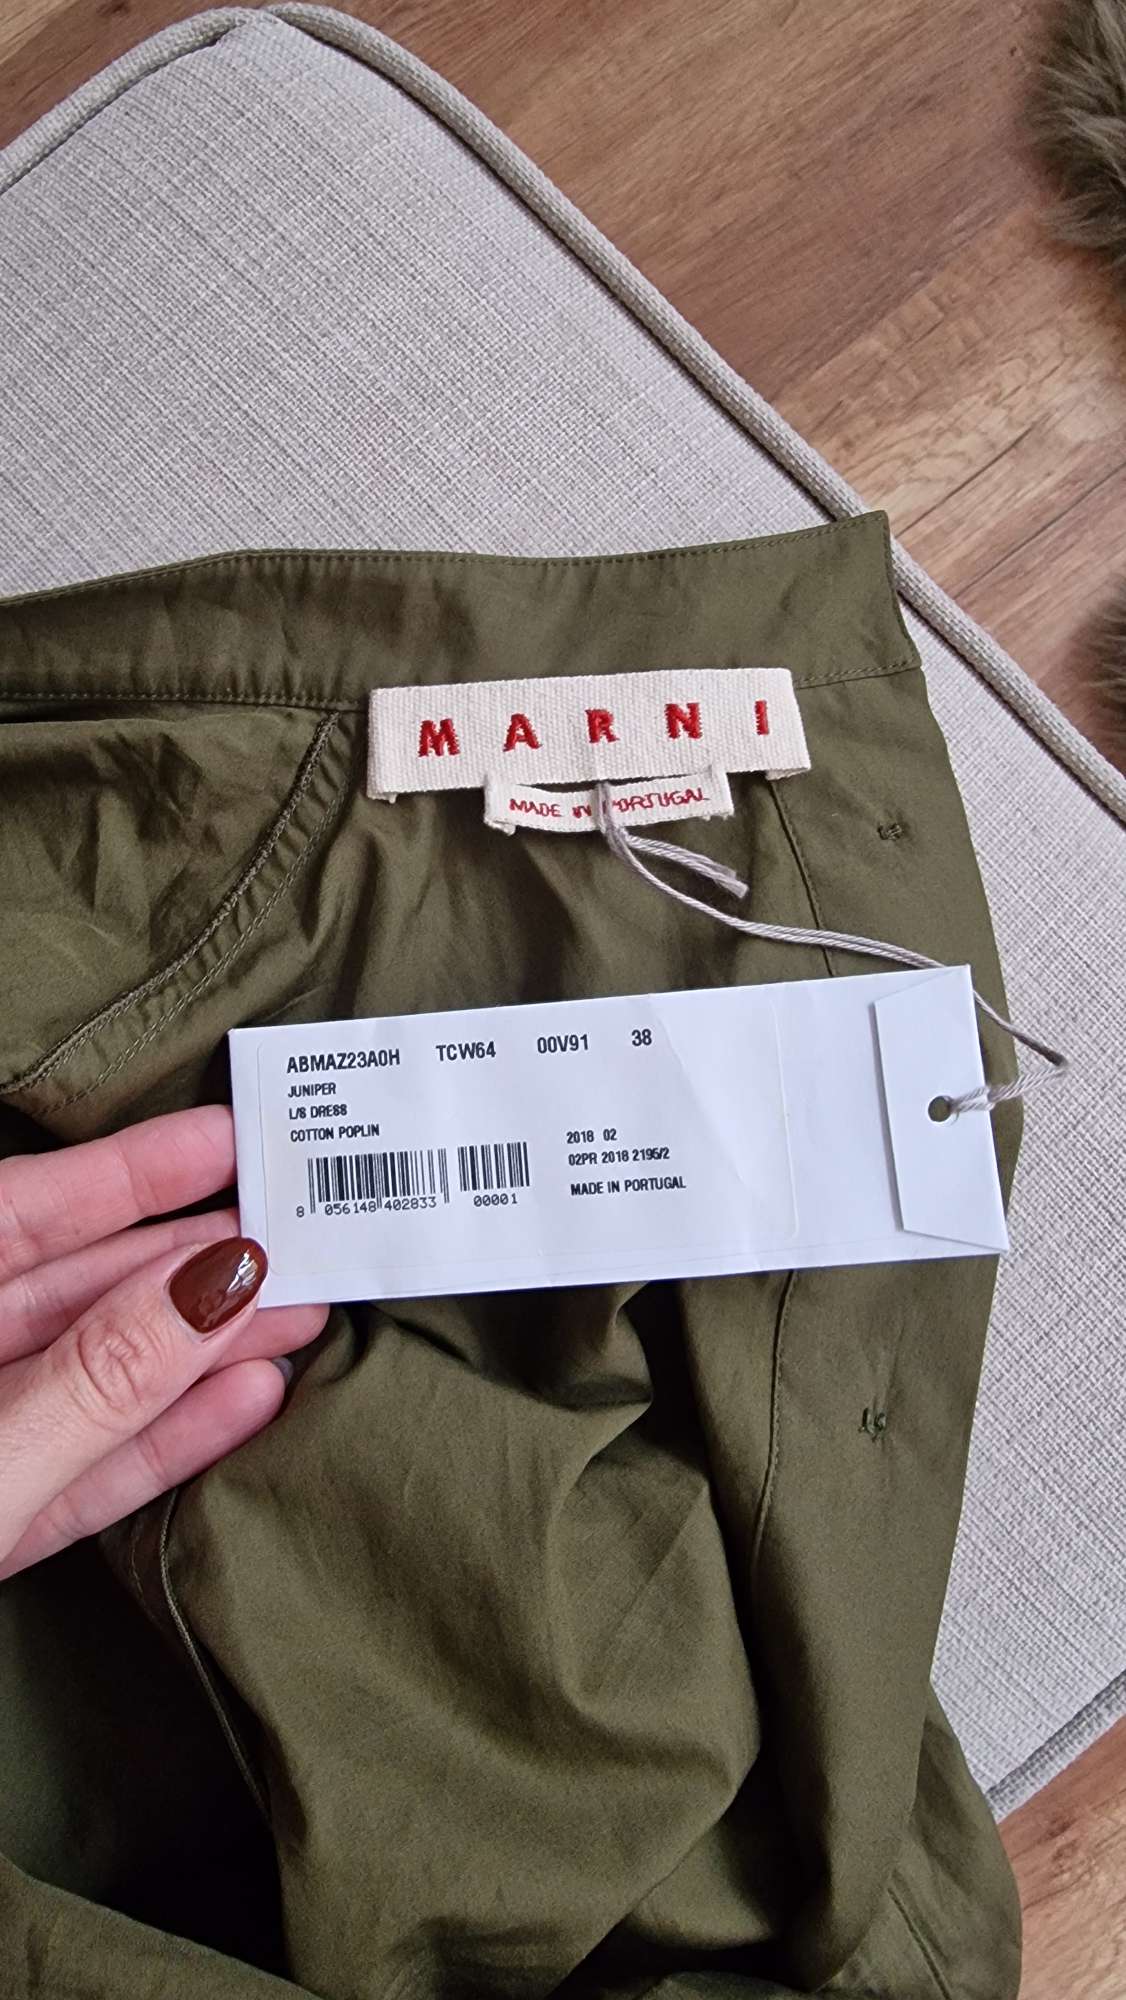 MARNI
MADE IN PORTUGAL
ABMAZ23A0H TCW64 00V91 38
JUNIPER
L/S DRESS
COTTON POPLIN
2018 02
02PR 2018 2195/2
MADE IN PORTUGAL
8 056148 402833 00001